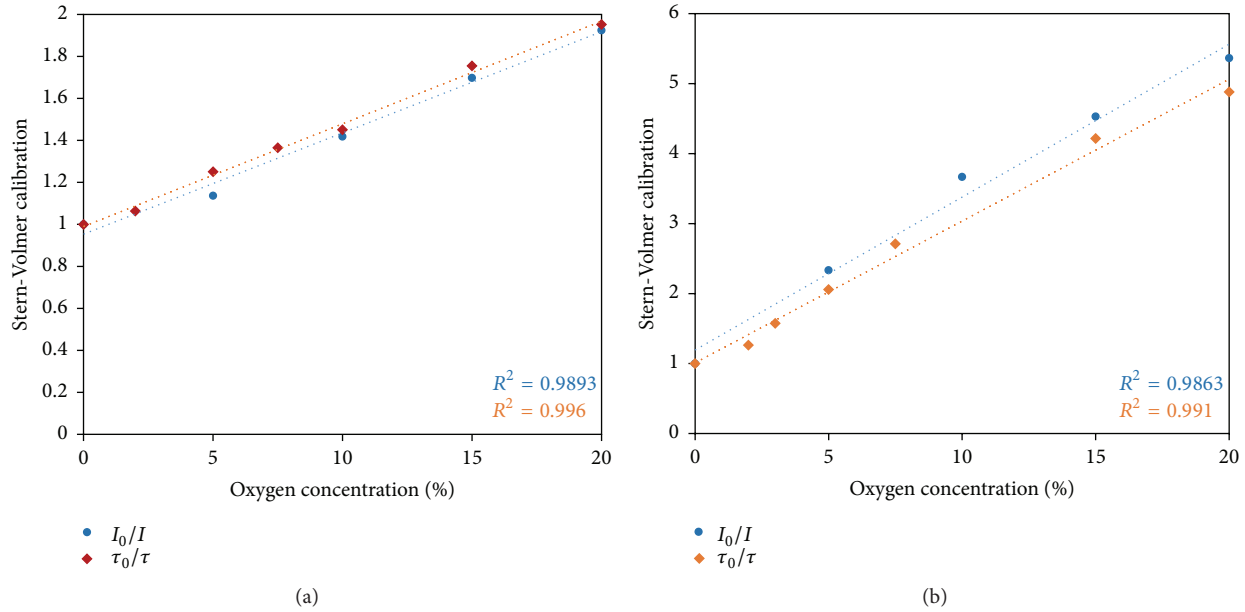 2
1.8
1.6
1.4
1.2
1
0.8
0.6
0.4
0.2
0
Stern-Volmer calibration
R² = 0.9893
R² = 0.996
0 5 10 15 20
Oxygen concentration (%)
I₀/I
τ₀/τ
(a)
6
5
4
3
2
1
0
Stern-Volmer calibration
R² = 0.9863
R² = 0.991
0 5 10 15 20
Oxygen concentration (%)
I₀/I
τ₀/τ
(b)